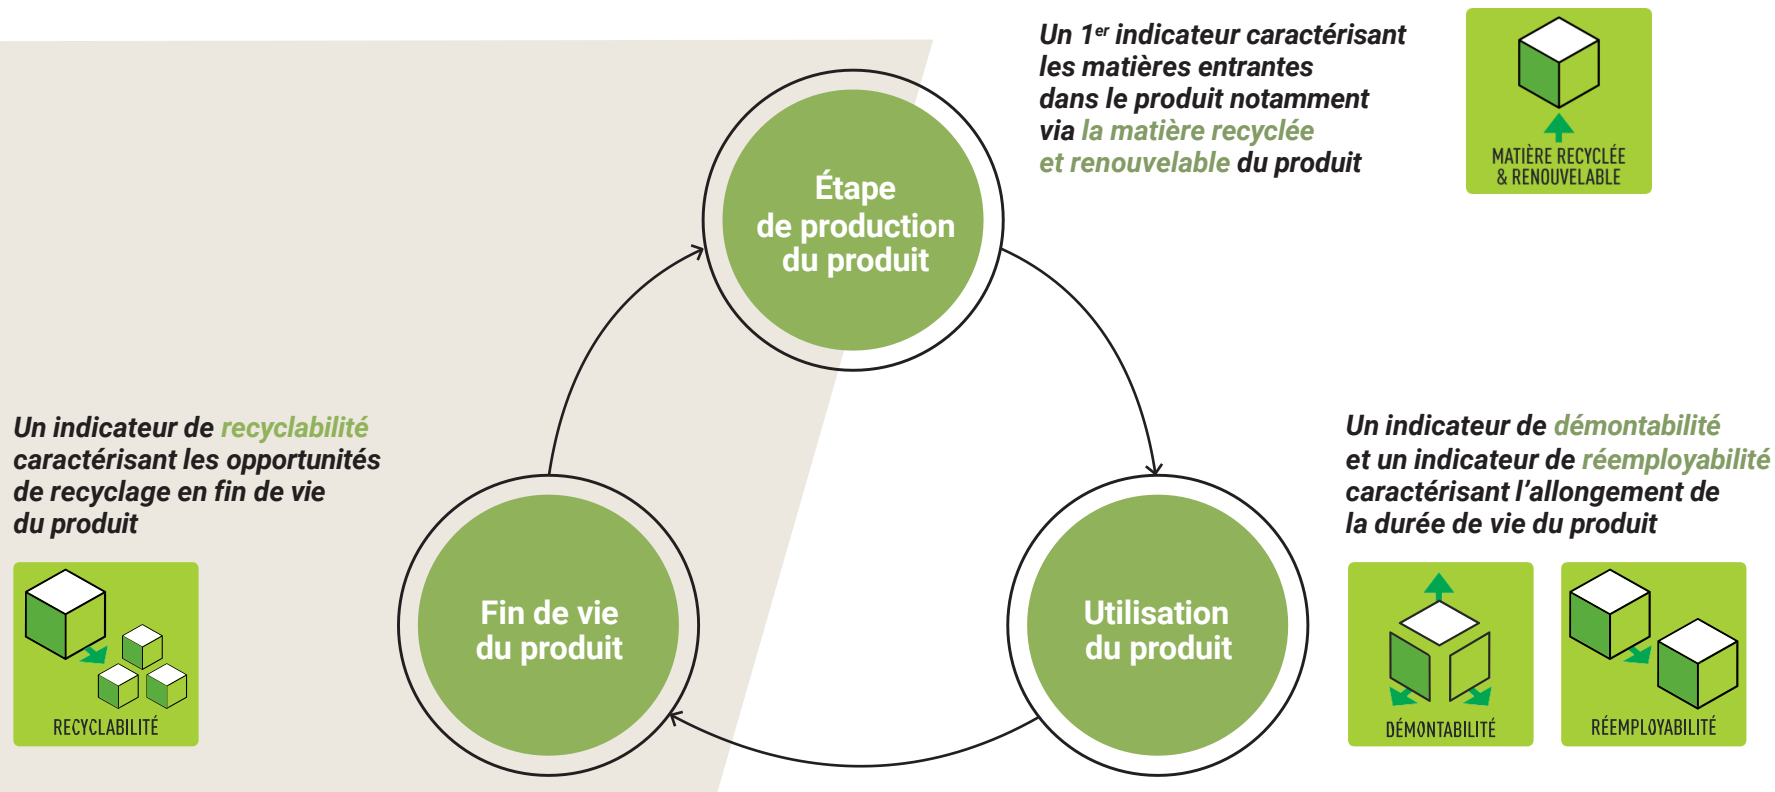 Un 1er indicateur caractérisant
les matières entrantes
dans le produit notamment
via la matière recyclée
et renouvelable du produit
MATIÈRE RECYCLÉE
& RENOUVELABLE
Étape
de production
du produit
Un indicateur de recyclabilité
caractérisant les opportunités
de recyclage en fin de vie
du produit
RECYCLABILITÉ
Fin de vie
du produit
Utilisation
du produit
Un indicateur de démontabilité
et un indicateur de réemployabilité
caractérisant l’allongement de
la durée de vie du produit
DÉMONTABILITÉ
RÉEMPLOYABILITÉ